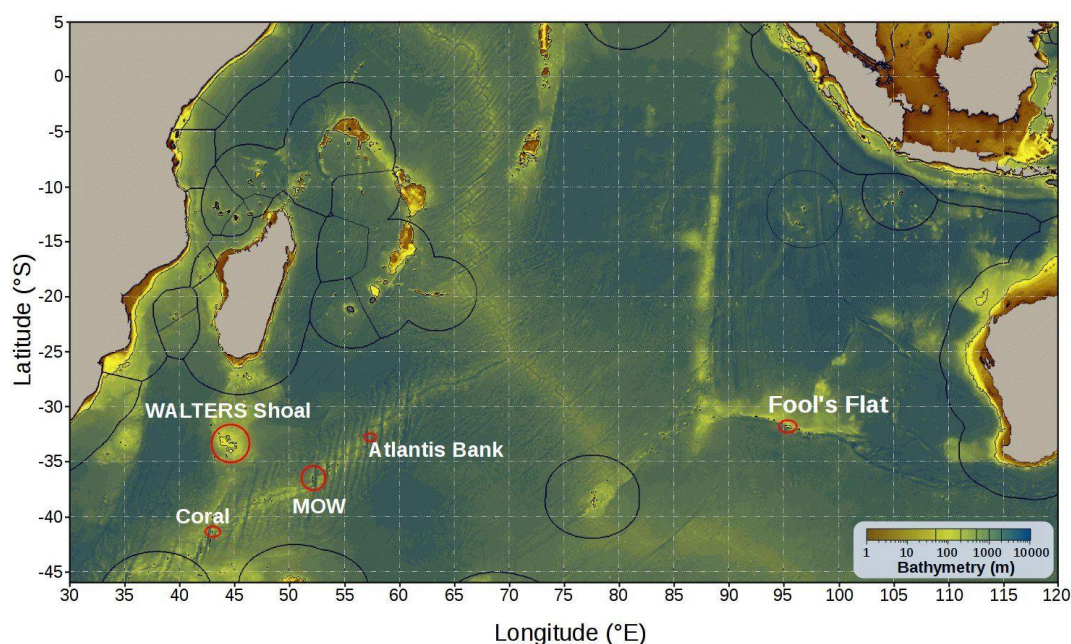 5
0
-5
-10
-15
-20
-25
-30
-35
-40
-45
Latitude (°S)
WALTERS Shoal
Fool's Flat
Atlantis Bank
MOW
Coral
1 10 100 1000 10000
Bathymetry (m)
30 35 40 45 50 55 60 65 70 75 80 85 90 95 100 105 110 115 120
Longitude (°E)